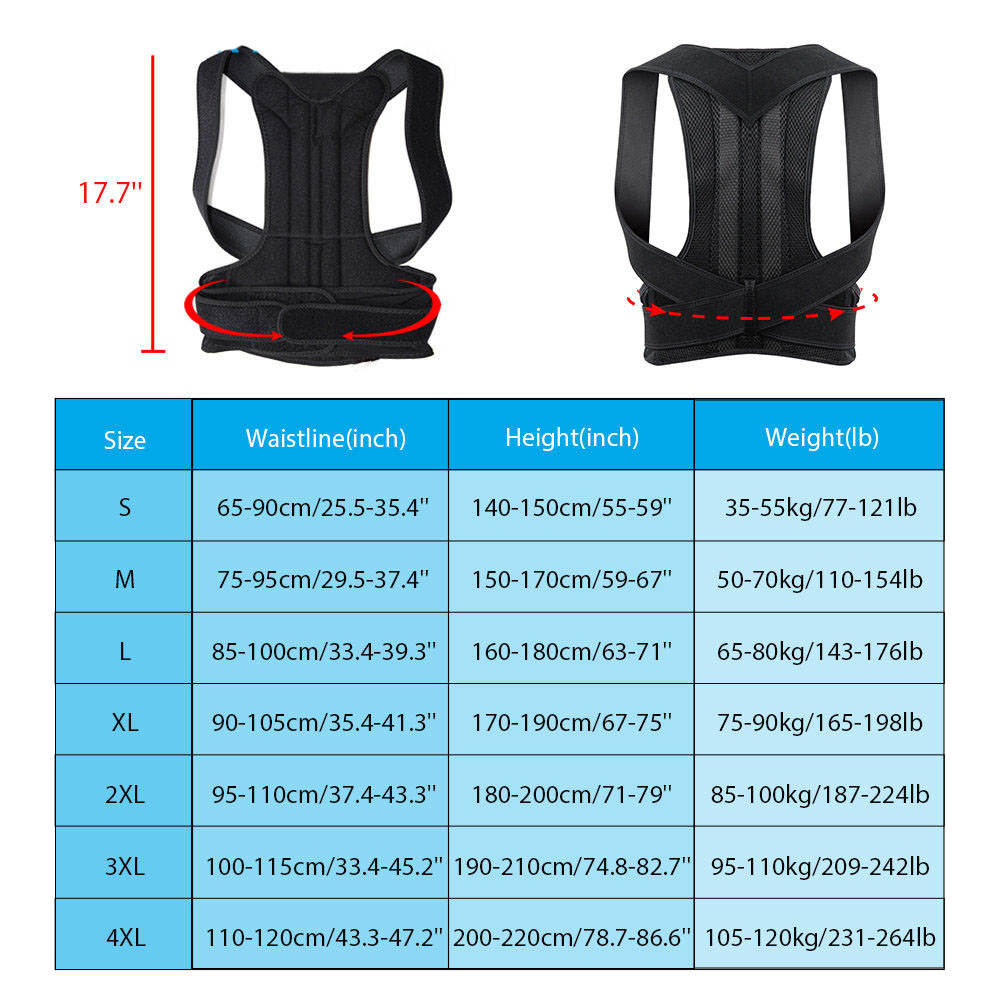 17.7"
Size Waistline(inch) Height(inch) Weight(lb)
S 65-90cm/25.5-35.4" 140-150cm/55-59" 35-55kg/77-121lb
M 75-95cm/29.5-37.4" 150-170cm/59-67" 50-70kg/110-154lb
L 85-100cm/33.4-39.3" 160-180cm/63-71" 65-80kg/143-176lb
XL 90-105cm/35.4-41.3" 170-190cm/67-75" 75-90kg/165-198lb
2XL 95-110cm/37.4-43.3" 180-200cm/71-79" 85-100kg/187-224lb
3XL 100-115cm/33.4-45.2" 190-210cm/74.8-82.7" 95-110kg/209-242lb
4XL 110-120cm/43.3-47.2" 200-220cm/78.7-86.6" 105-120kg/231-264lb